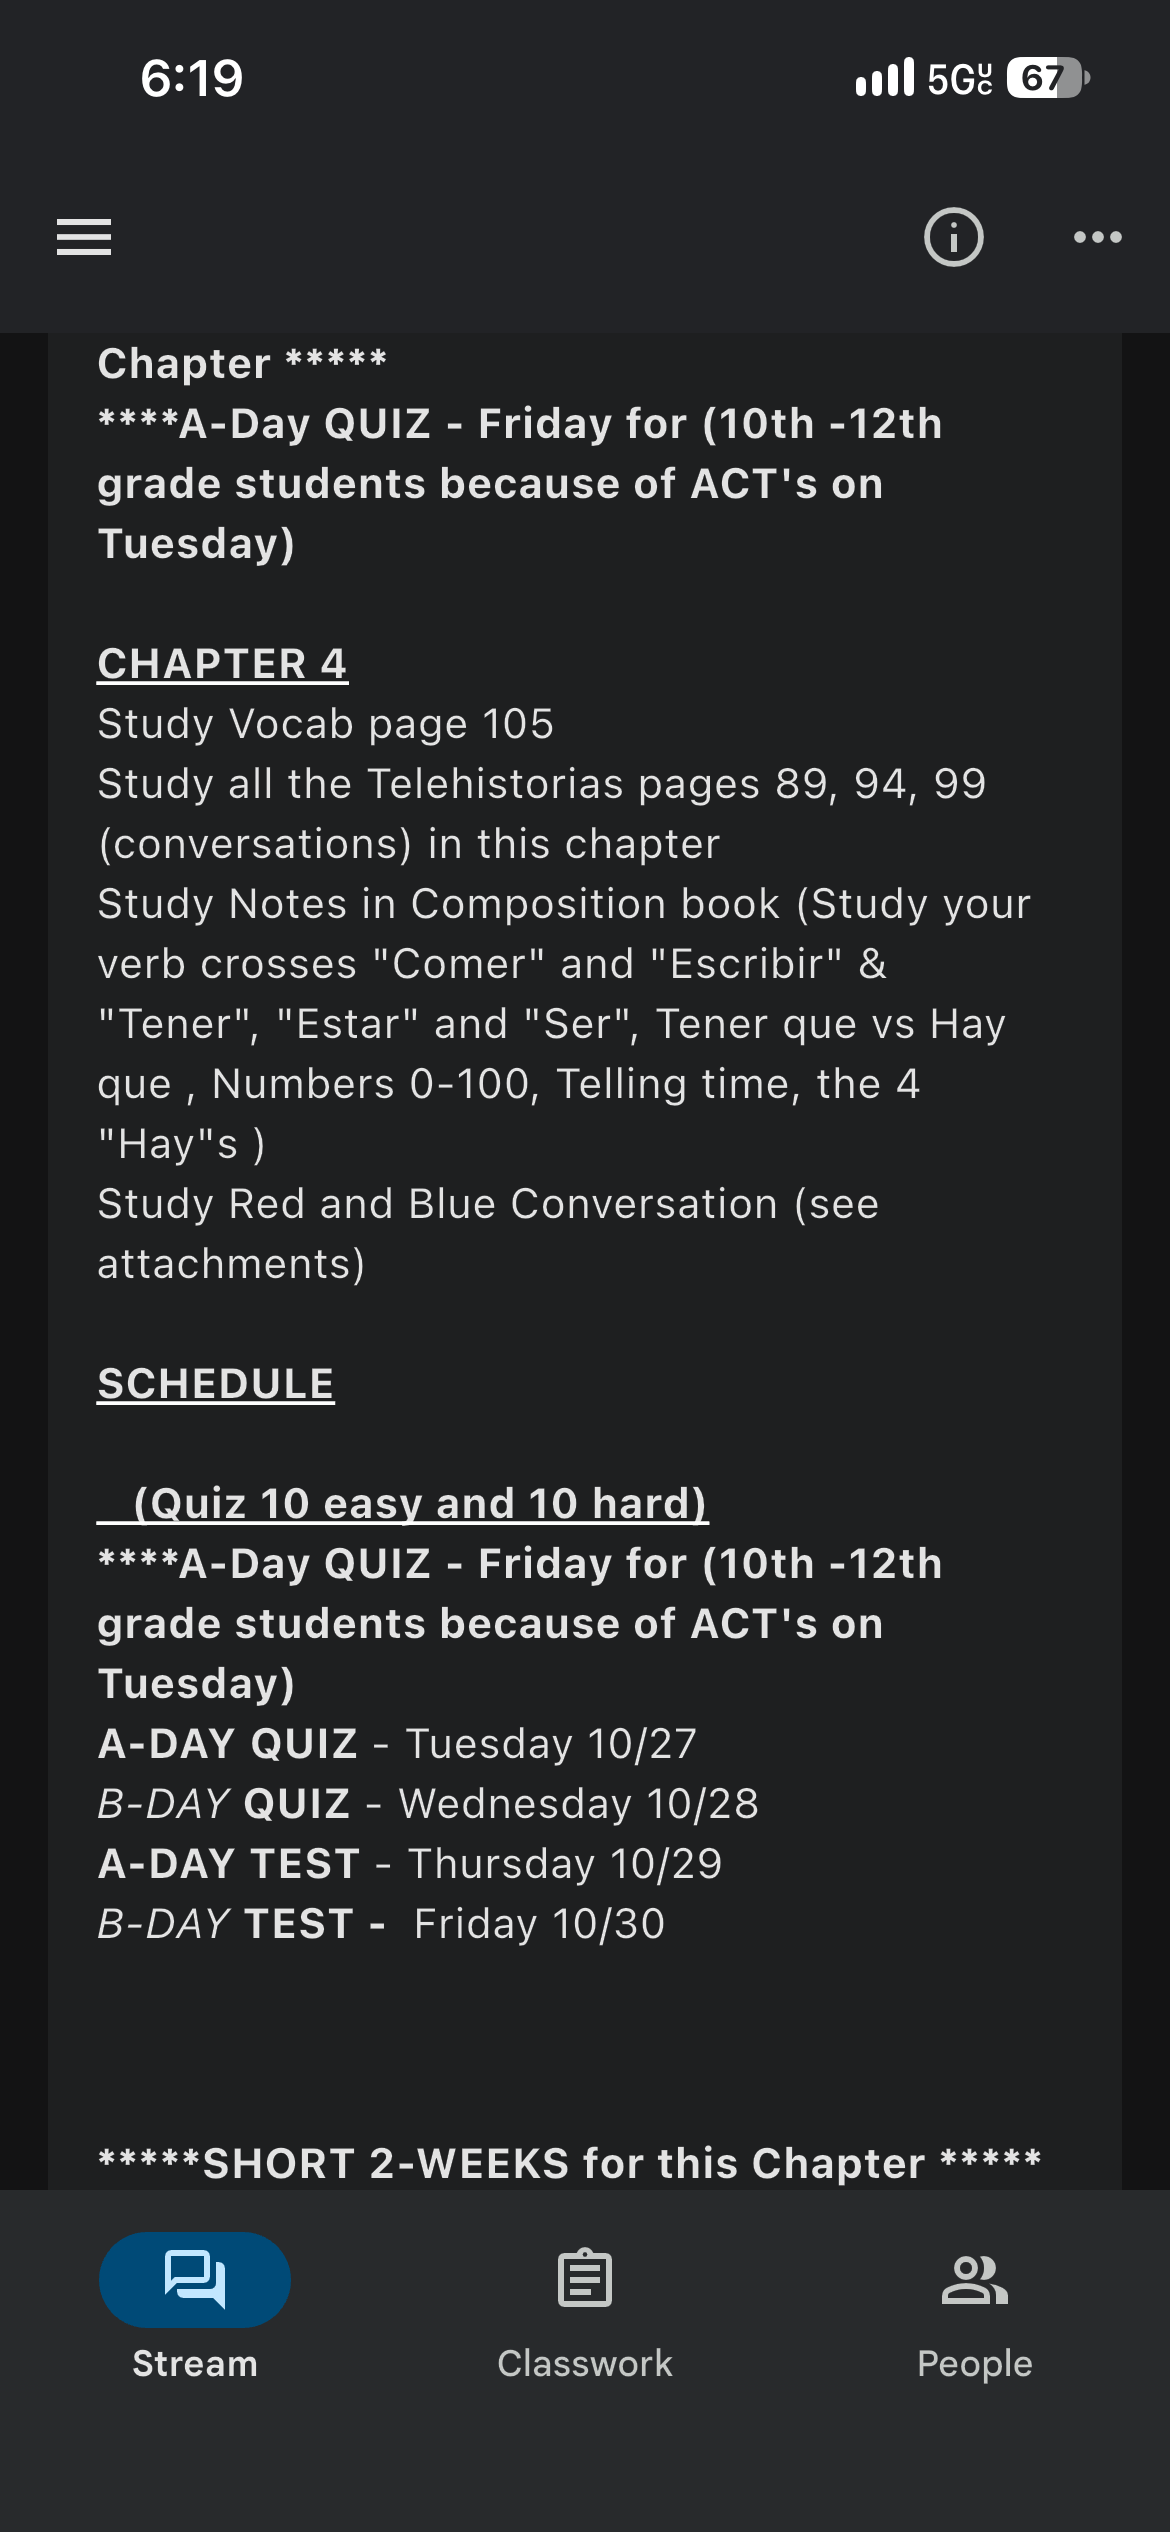 6:19
5GUC 67
Chapter *****
****A-Day QUIZ - Friday for (10th -12th
grade students because of ACT's on
Tuesday)
CHAPTER 4
Study Vocab page 105
Study all the Telehistorias pages 89, 94, 99
(conversations) in this chapter
Study Notes in Composition book (Study your
verb crosses "Comer" and "Escribir" &
"Tener", "Estar" and "Ser", Tener que vs Hay
que , Numbers 0-100, Telling time, the 4
"Hay"s )
Study Red and Blue Conversation (see
attachments)
SCHEDULE
(Quiz 10 easy and 10 hard)
****A-Day QUIZ - Friday for (10th -12th
grade students because of ACT's on
Tuesday)
A-DAY QUIZ - Tuesday 10/27
B-DAY QUIZ - Wednesday 10/28
A-DAY TEST - Thursday 10/29
B-DAY TEST -  Friday 10/30
*****SHORT 2-WEEKS for this Chapter *****
Stream
Classwork
People